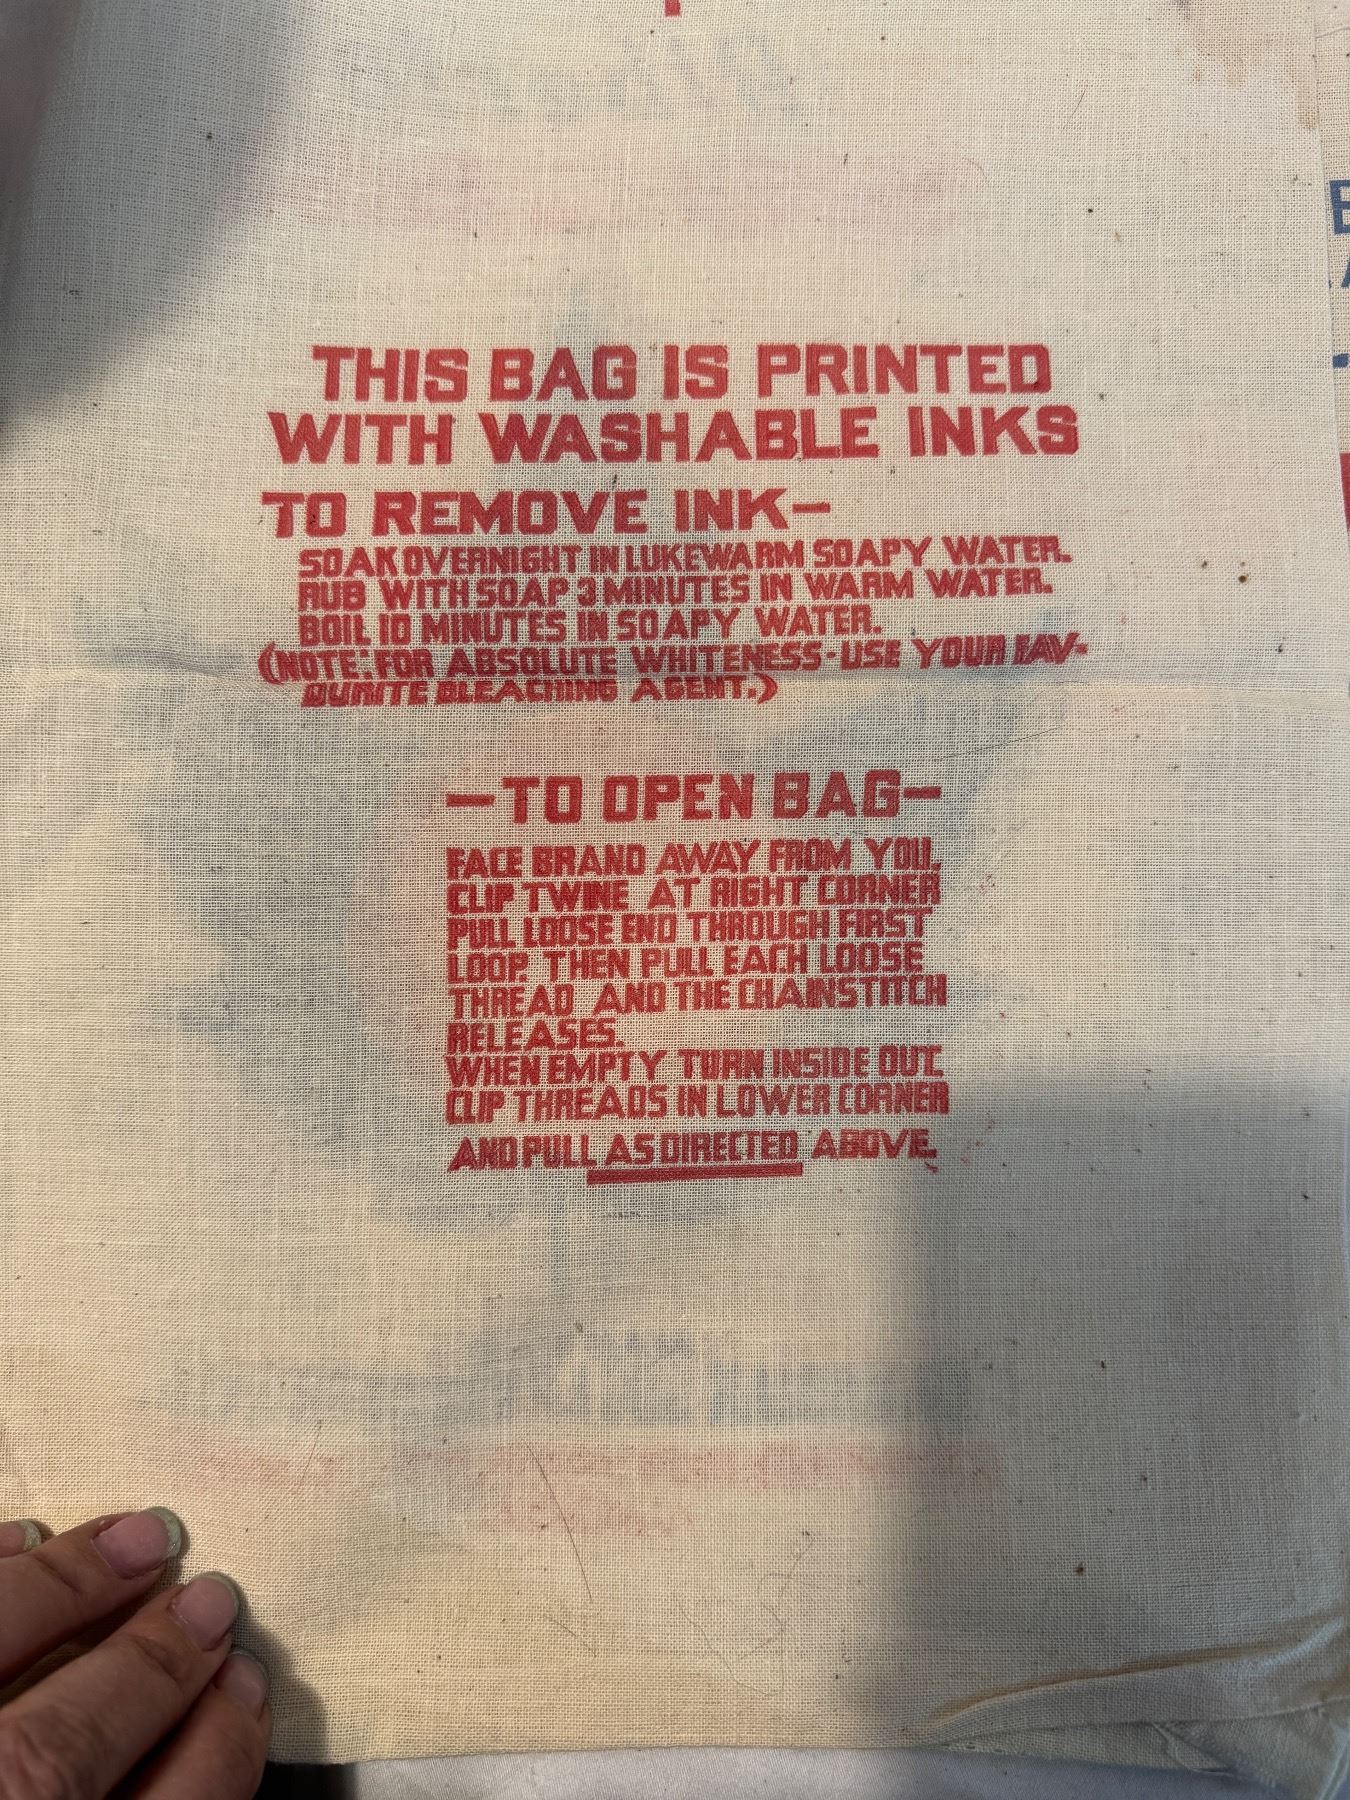 THIS BAG IS PRINTED
WITH WASHABLE INKS
TO REMOVE INK-
SOAK OVERNIGHT IN LUKEWARM SOAPY WATER.
RUB WITH SOAP 3 MINUTES IN WARM WATER.
BOIL 10 MINUTES IN SOAPY WATER.
(NOTE: FOR ABSOLUTE WHITENESS-USE YOUR FAV-
OURITE BLEACHING AGENT.)
-TO OPEN BAG-
FACE BRAND AWAY FROM YOU.
CLIP TWINE AT RIGHT CORNER
PULL LOOSE END THROUGH FIRST
LOOP. THEN PULL EACH LOOSE
THREAD AND THE CHAINSTITCH
RELEASES.
WHEN EMPTY TURN INSIDE OUT.
CLIP THREADS IN LOWER CORNER
AND PULL AS DIRECTED ABOVE.